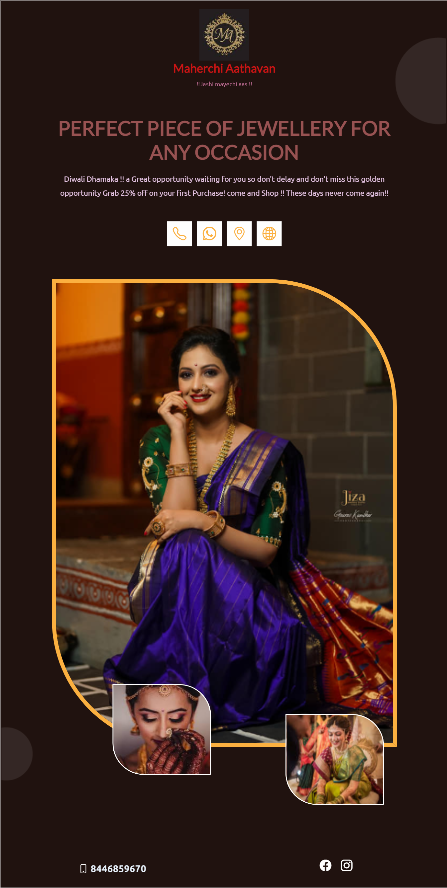 Ma
Maherchi Aathavan
PERFECT PIECE OF JEWELLERY FOR
ANY OCCASION
Diwali Dhamaka !! a Great opportunity waiting for you so don't delay and don't miss this golden
opportunity Grab 25% off on your first Purchase! come and Shop !! These days never come again!!
Jiza
8446859670